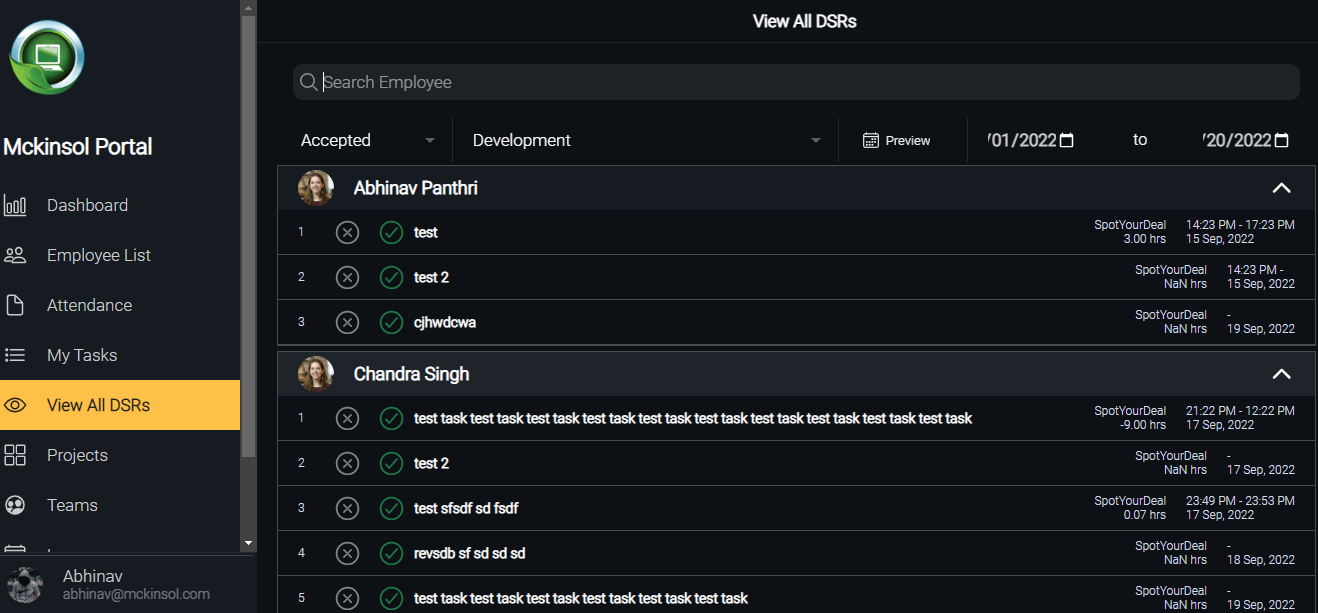 View All DSRs
Search Employee
Mckinsol Portal
Dashboard
Employee List
Attendance
My Tasks
View All DSRs
Projects
Teams
Abhinav
abhinav@mckinsol.com
Accepted
Development
Preview
/01/2022
to
/20/2022
Abhinav Panthri
1 test SpotYourDeal 14:23 PM - 17:23 PM
3.00 hrs 15 Sep, 2022
2 test 2 SpotYourDeal 14:23 PM -
NaN hrs 15 Sep, 2022
3 cjhwdcwa SpotYourDeal -
NaN hrs 19 Sep, 2022
Chandra Singh
1 test task test task test task test task test task test task test task test task test task test task SpotYourDeal 21:22 PM - 12:22 PM
-9.00 hrs 17 Sep, 2022
2 test 2 SpotYourDeal -
NaN hrs 17 Sep, 2022
3 test sfsdf sd fsdf SpotYourDeal 23:49 PM - 23:53 PM
0.07 hrs 17 Sep, 2022
4 revsdb sf sd sd sd SpotYourDeal -
NaN hrs 18 Sep, 2022
5 test task test task test task test task test task test task SpotYourDeal -
NaN hrs 19 Sep, 2022